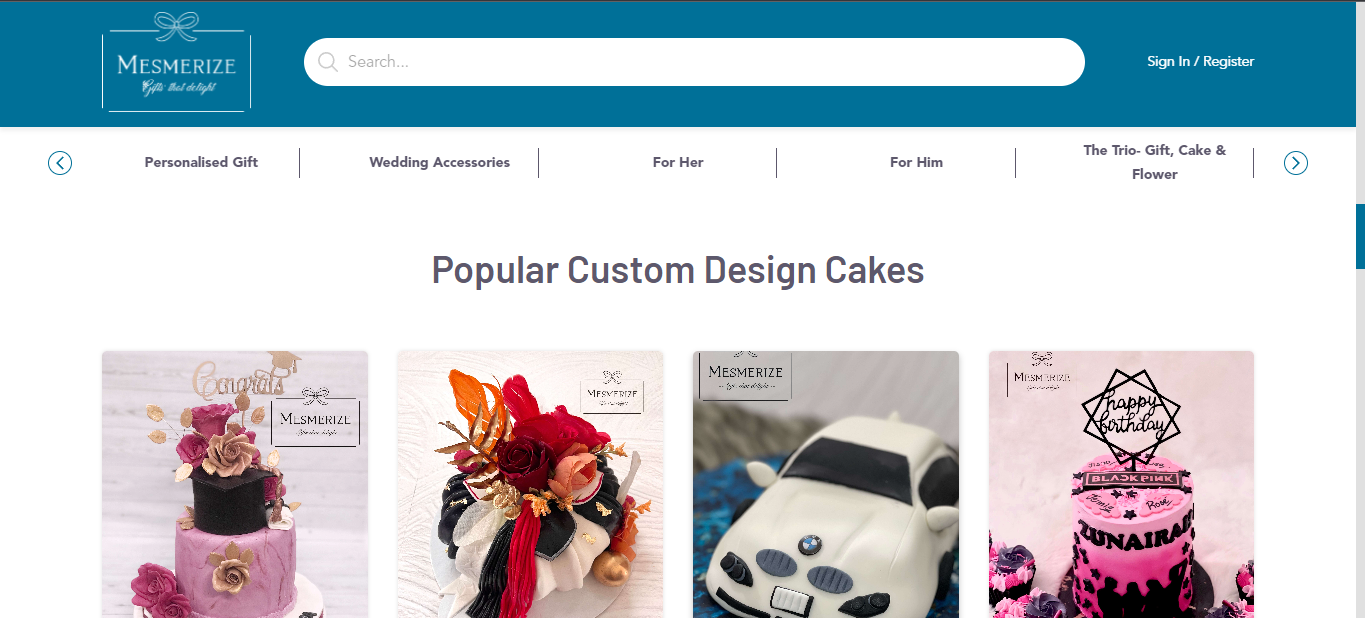 MESMERIZE
Gifts that delight
Search...
Sign In / Register
Personalised Gift
Wedding Accessories
For Her
For Him
The Trio- Gift, Cake &
Flower
Popular Custom Design Cakes
Congrats
MESMERIZE
MESMERIZE
MESMERIZE
MESMERIZE
happy
birthday
BLACKPINK
ZUNAIRAH